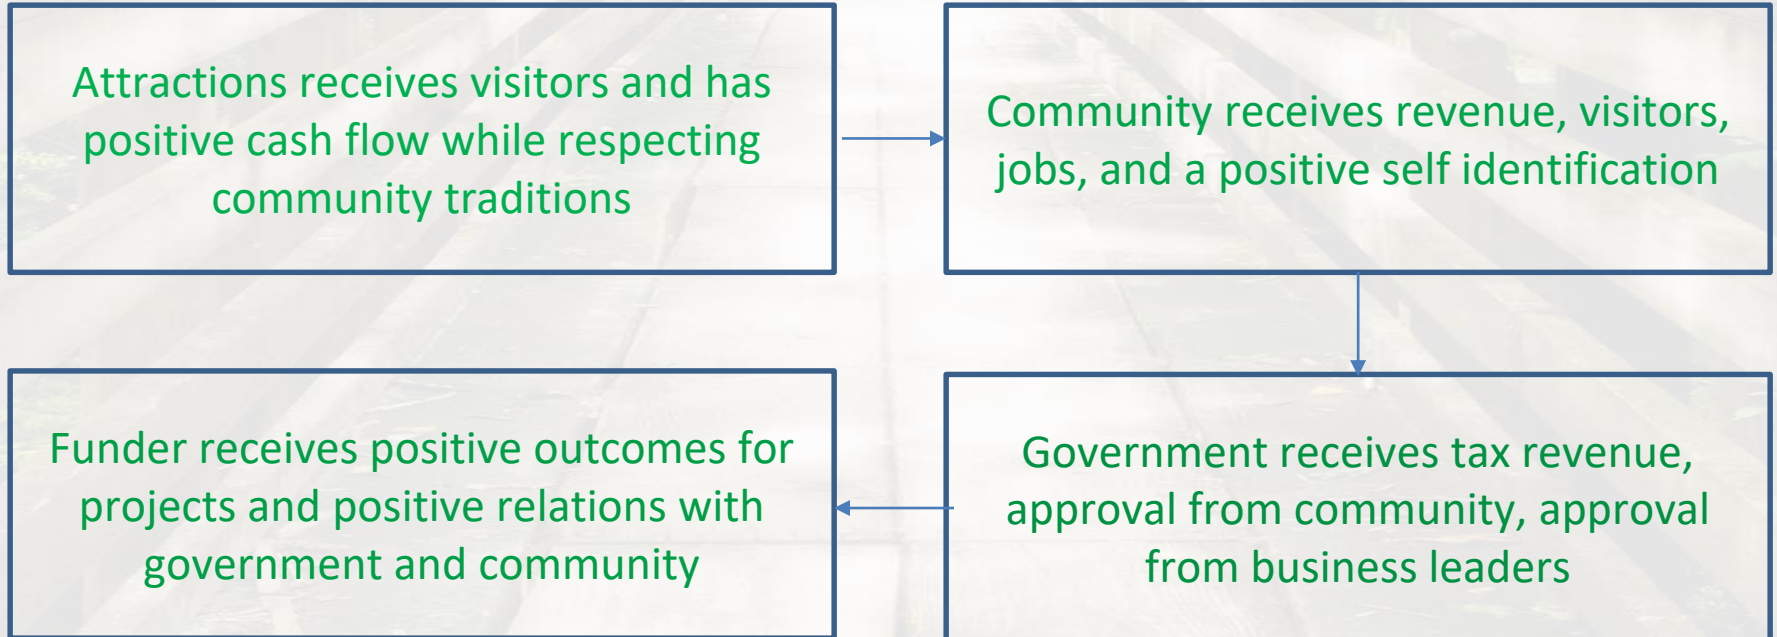 Attractions receives visitors and has
positive cash flow while respecting
community traditions
Community receives revenue, visitors,
jobs, and a positive self identification
Government receives tax revenue,
approval from community, approval
from business leaders
Funder receives positive outcomes for
projects and positive relations with
government and community